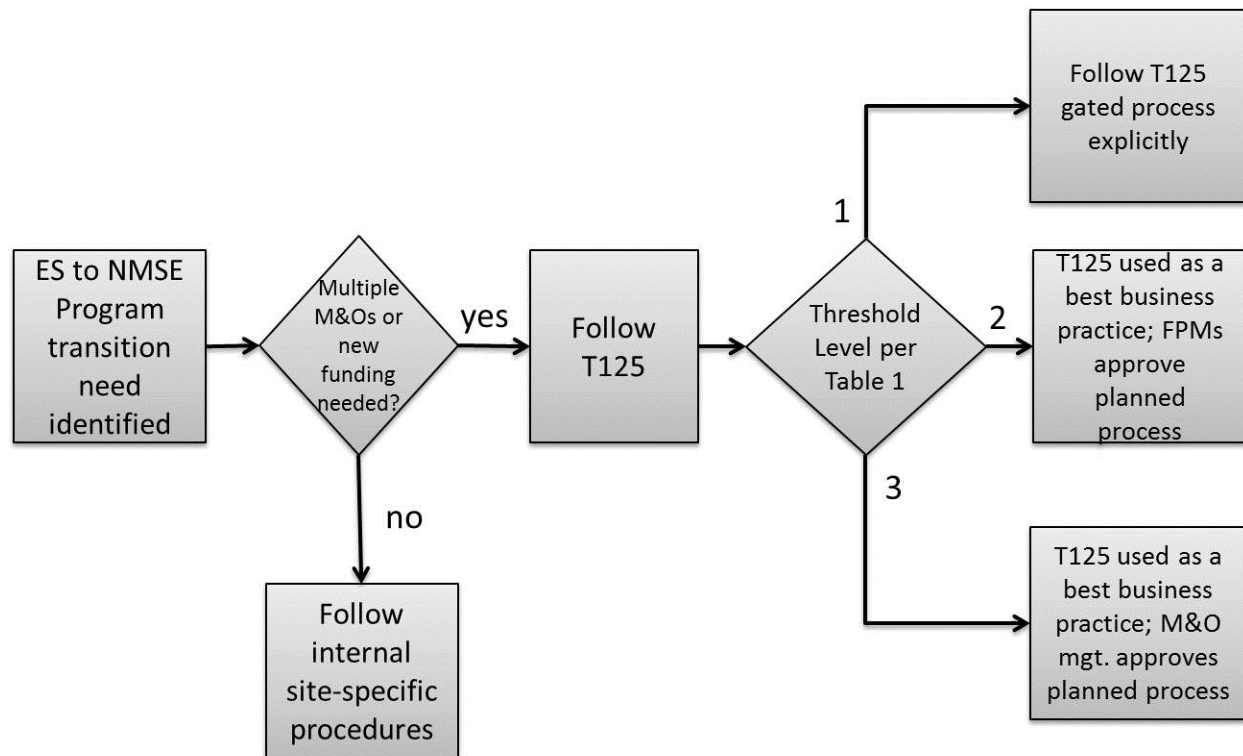 ES to NMSE
Program
transition
need
identified
Multiple
M&Os or
new
funding
needed?
yes
no
Follow
internal
site-specific
procedures
Follow
T125
Threshold
Level per
Table 1
1
Follow T125
gated process
explicitly
2
T125 used as a
best business
practice; FPMs
approve
planned
process
3
T125 used as a
best business
practice; M&O
mgt. approves
planned process